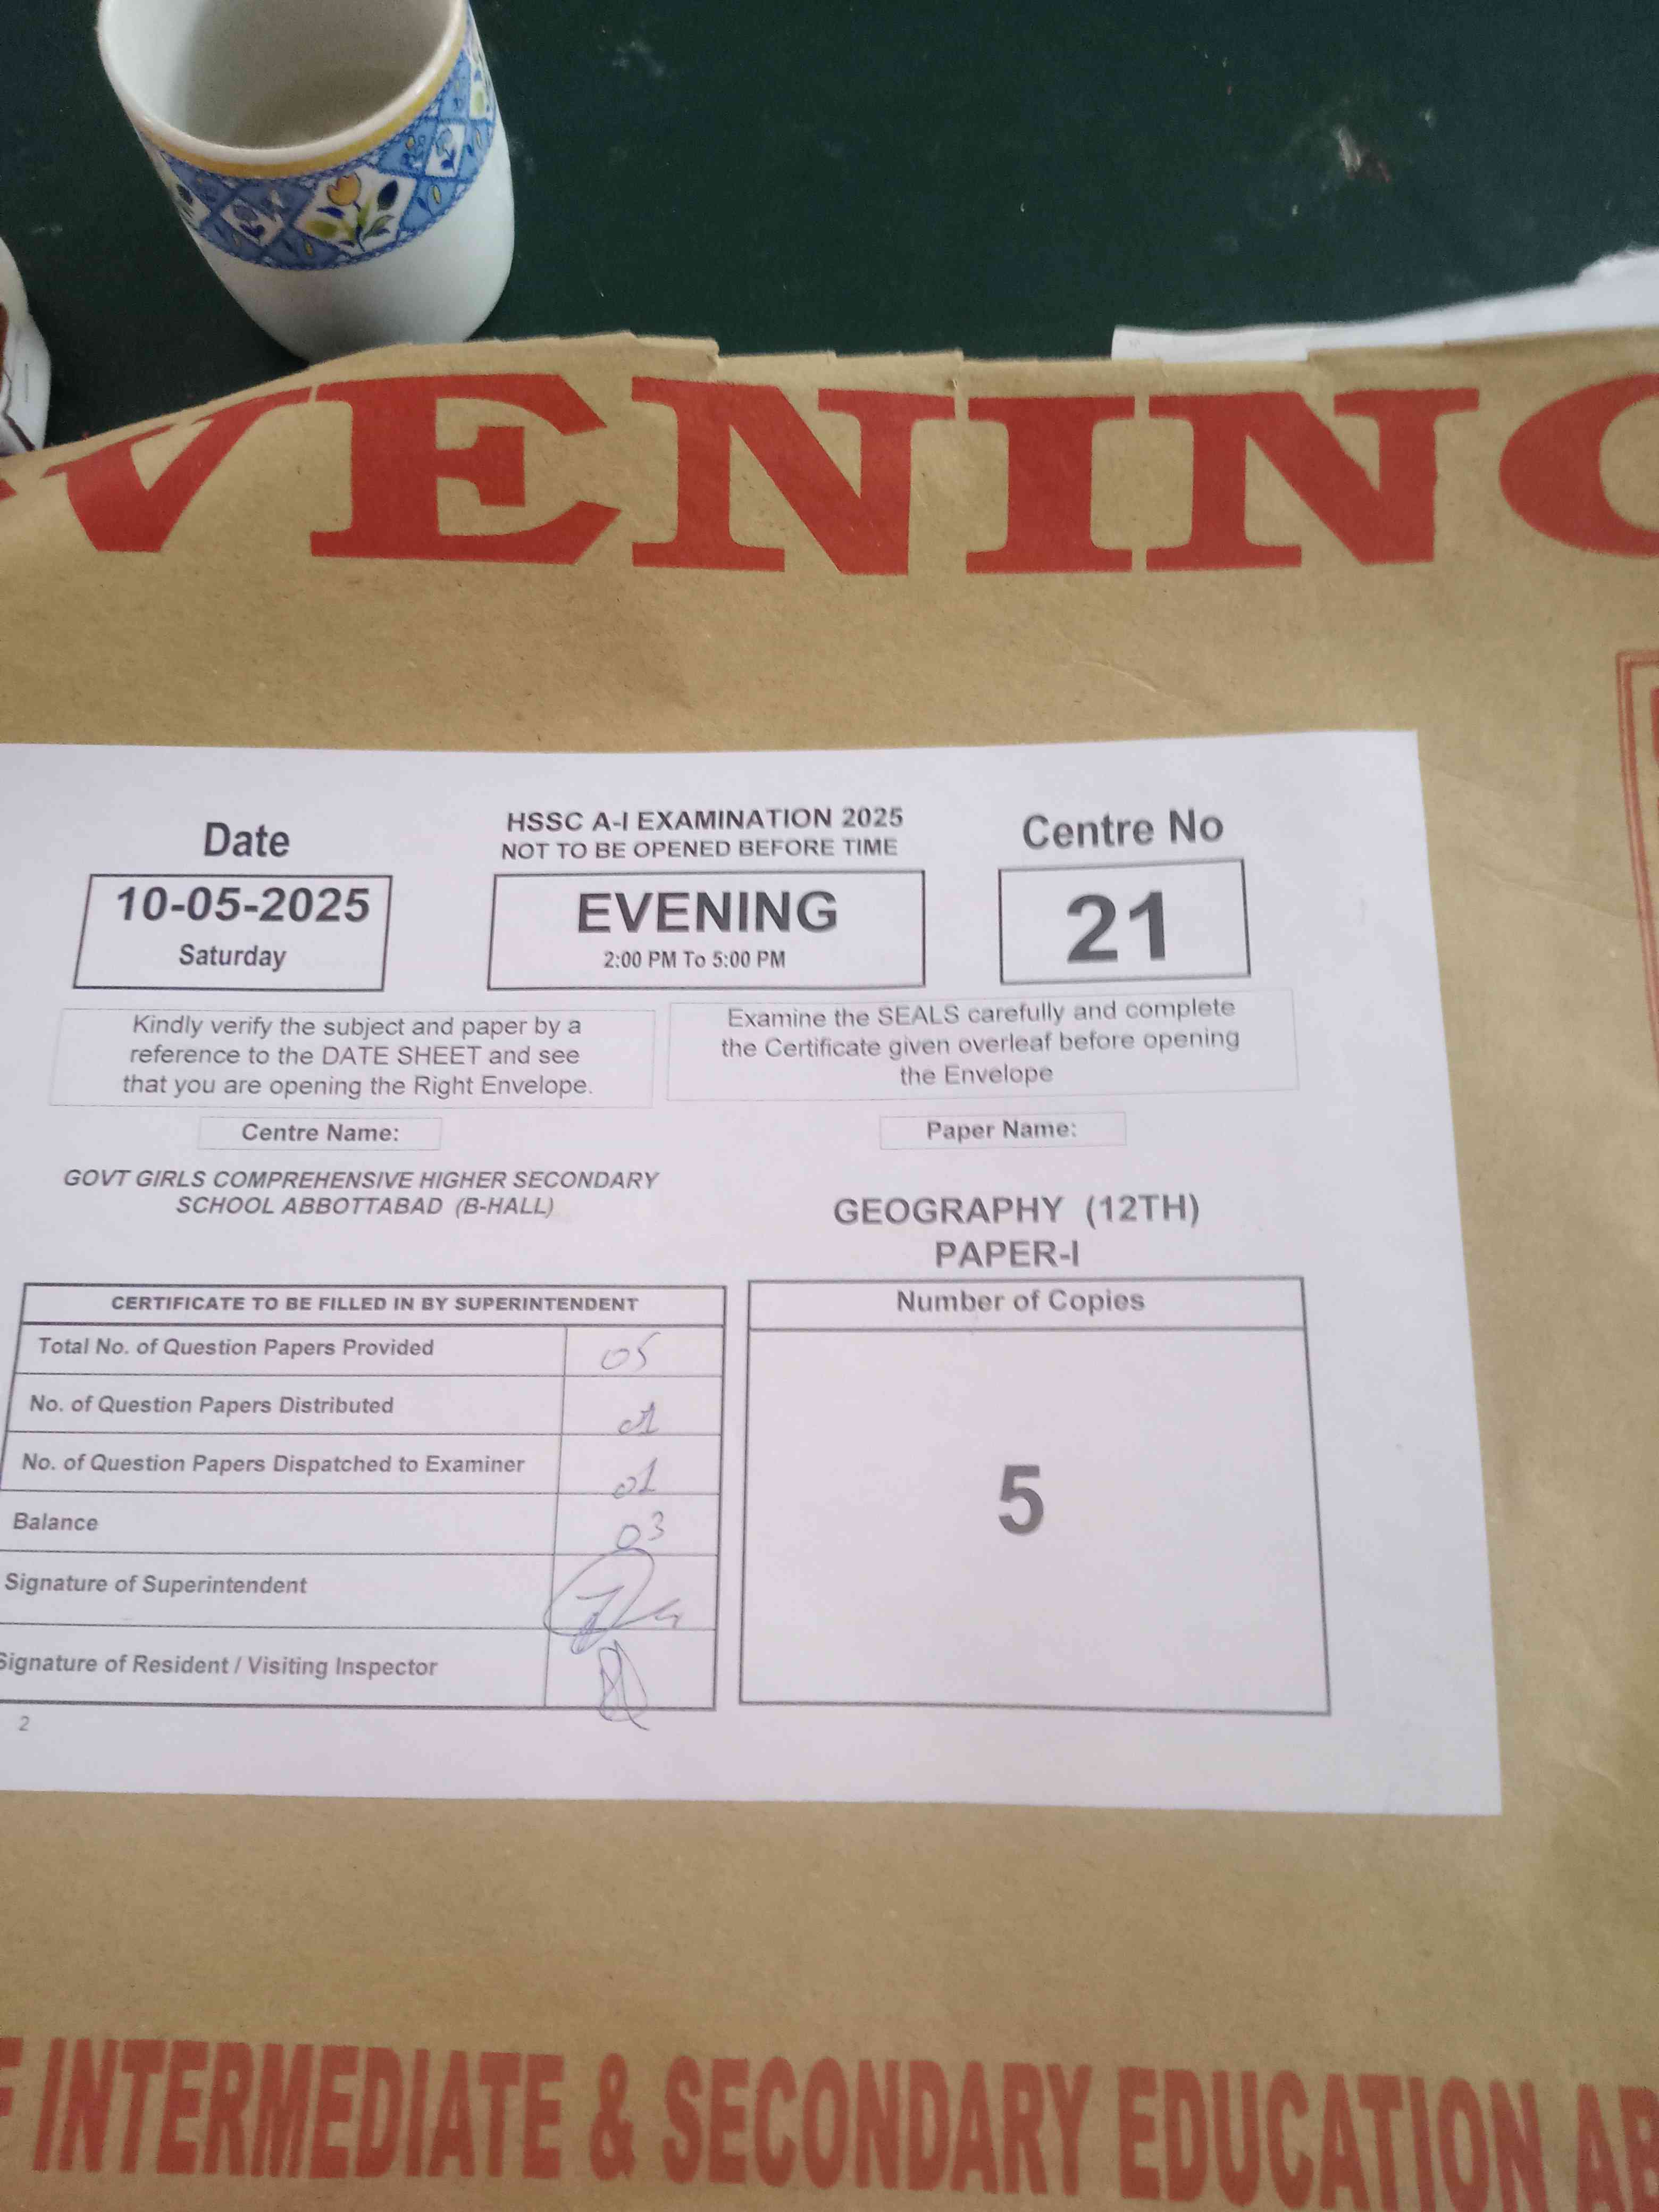 EVENING
Date
10-05-2025
Saturday
HSSC A-I EXAMINATION 2025
NOT TO BE OPENED BEFORE TIME
EVENING
2:00 PM To 5:00 PM
Centre No
21
Kindly verify the subject and paper by a
reference to the DATE SHEET and see
that you are opening the Right Envelope.
Examine the SEALS carefully and complete
the Certificate given overleaf before opening
the Envelope
Centre Name:
GOVT GIRLS COMPREHENSIVE HIGHER SECONDARY
SCHOOL ABBOTTABAD (B-HALL)
Paper Name:
GEOGRAPHY (12TH)
PAPER-I
CERTIFICATE TO BE FILLED IN BY SUPERINTENDENT
Total No. of Question Papers Provided 05
No. of Question Papers Distributed 01
No. of Question Papers Dispatched to Examiner 01
Balance 03
Signature of Superintendent
Signature of Resident / Visiting Inspector
2
Number of Copies
5
F INTERMEDIATE & SECONDARY EDUCATION AB